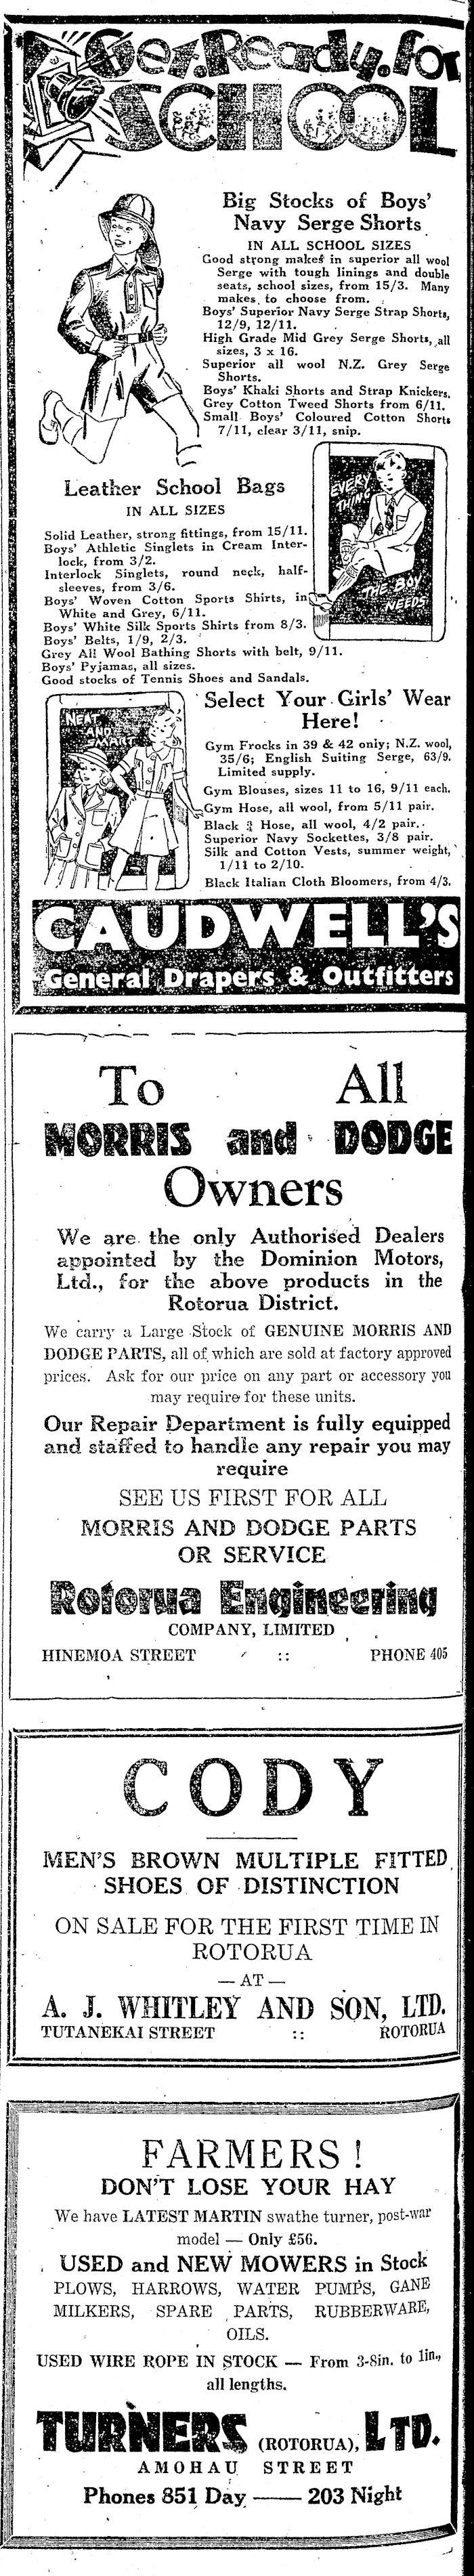 Get Ready for
SCHOOL
Big Stocks of Boys'
Navy Serge Shorts
IN ALL SCHOOL SIZES
Good strong makes in superior all wool
Serge with tough linings and double
seats, school sizes, from 15/3. Many
makes to choose from.
Boys' Superior Navy Serge Strap Shorts,
12/9, 12/11.
High Grade Mid Grey Serge Shorts, all
sizes, 3 x 16.
Superior all wool N.Z. Grey Serge
Shorts.
Boys' Khaki Shorts and Strap Knickers.
Grey Cotton Tweed Shorts from 6/11.
Small Boys' Coloured Cotton Shorts
7/11, clear 3/11, snip.
EVERY
THING
THE BOY
NEEDS
Leather School Bags
IN ALL SIZES
Solid Leather, strong fittings, from 15/11.
Boys' Athletic Singlets in Cream Inter-
lock, from 3/2.
Interlock Singlets, round neck, half-
sleeves, from 3/6.
Boys' Woven Cotton Sports Shirts, in
White and Grey, 6/11.
Boys' White Silk Sports Shirts from 8/3.
Boys' Belts, 1/9, 2/3.
Grey All Wool Bathing Shorts with belt, 9/11.
Boys' Pyjamas, all sizes.
Good stocks of Tennis Shoes and Sandals.
NEAT
AND
Select Your Girls' Wear
Here!
Gym Frocks in 39 & 42 only; N.Z. wool,
35/6; English Suiting Serge, 63/9.
Limited supply.
Gym Blouses, sizes 11 to 16, 9/11 each.
Gym Hose, all wool, from 5/11 pair.
Black ¾ Hose, all wool, 4/2 pair.
Superior Navy Sockettes, 3/8 pair.
Silk and Cotton Vests, summer weight,
1/11 to 2/10.
Black Italian Cloth Bloomers, from 4/3.
CAUDWELL'S
General Drapers & Outfitters
To All
MORRIS and DODGE
Owners
We are the only Authorised Dealers
appointed by the Dominion Motors,
Ltd., for the above products in the
Rotorua District.
We carry a Large Stock of GENUINE MORRIS AND
DODGE PARTS, all of which are sold at factory approved
prices. Ask for our price on any part or accessory you
may require for these units.
Our Repair Department is fully equipped
and staffed to handle any repair you may
require
SEE US FIRST FOR ALL
MORRIS AND DODGE PARTS
OR SERVICE
Rotorua Engineering
COMPANY, LIMITED
HINEMOA STREET :: PHONE 405
CODY
MEN'S BROWN MULTIPLE FITTED
SHOES OF DISTINCTION
ON SALE FOR THE FIRST TIME IN
ROTORUA
— AT —
A. J. WHITLEY AND SON, LTD.
TUTANEKAI STREET :: ROTORUA
FARMERS!
DON'T LOSE YOUR HAY
We have LATEST MARTIN swathe turner, post-war
model — Only £56.
USED and NEW MOWERS in Stock
PLOWS, HARROWS, WATER PUMPS, GANE
MILKERS, SPARE PARTS, RUBBERWARE,
OILS.
USED WIRE ROPE IN STOCK — From 3-8in. to 1in.,
all lengths.
TURNERS (ROTORUA), LTD.
AMOHAU STREET
Phones 851 Day —— 203 Night